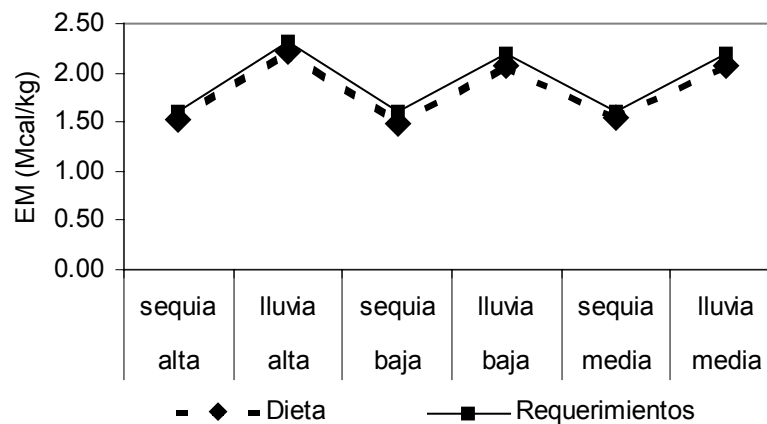 2.50
2.00
1.50
1.00
0.50
0.00
EM (Mcal/kg)
sequia lluvia sequia lluvia sequia lluvia
alta alta baja baja media media
Dieta Requerimientos